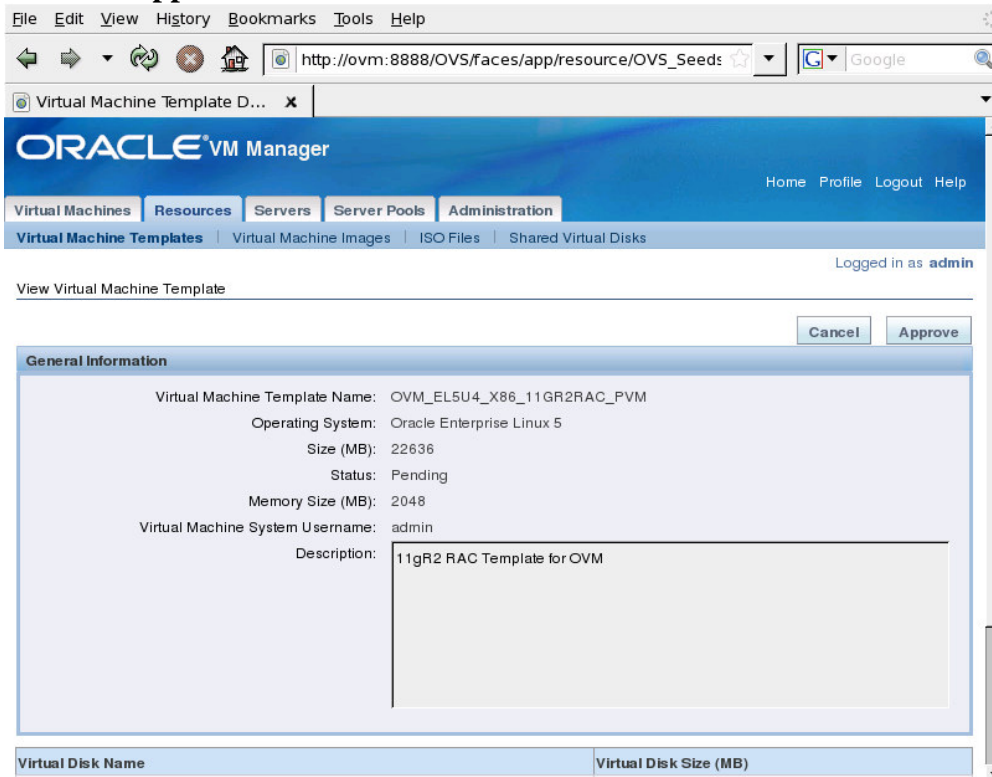 File Edit View History Bookmarks Tools Help
http://ovm:8888/OVS/faces/app/resource/OVS_Seeds G Google
Virtual Machine Template D... X
ORACLE VM Manager
Home Profile Logout Help
Virtual Machines Resources Servers Server Pools Administration
Virtual Machine Templates | Virtual Machine Images | ISO Files | Shared Virtual Disks
Logged in as admin
View Virtual Machine Template
Cancel Approve
General Information
Virtual Machine Template Name: OVM_EL5U4_X86_11GR2RAC_PVM
Operating System: Oracle Enterprise Linux 5
Size (MB): 22636
Status: Pending
Memory Size (MB): 2048
Virtual Machine System Username: admin
Description: 11gR2 RAC Template for OVM
Virtual Disk Name Virtual Disk Size (MB)